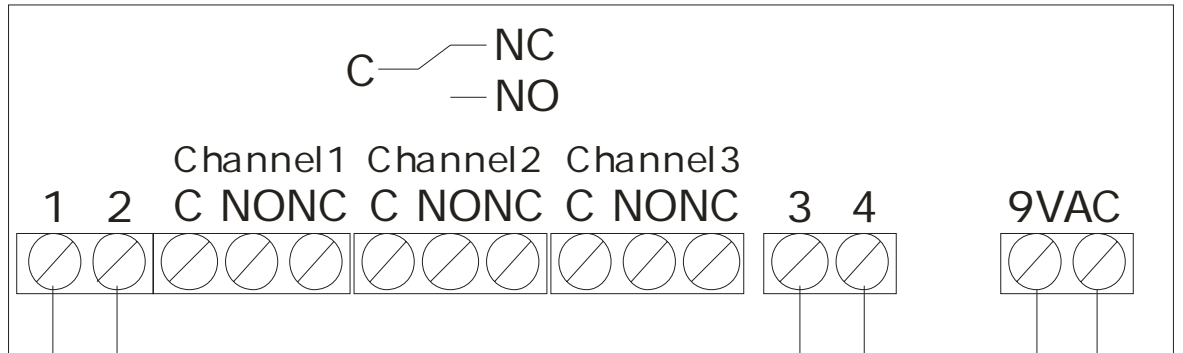 NC
C
NO
Channel1 Channel2 Channel3
1 2 C NONC C NONC C NONC 3 4 9VAC